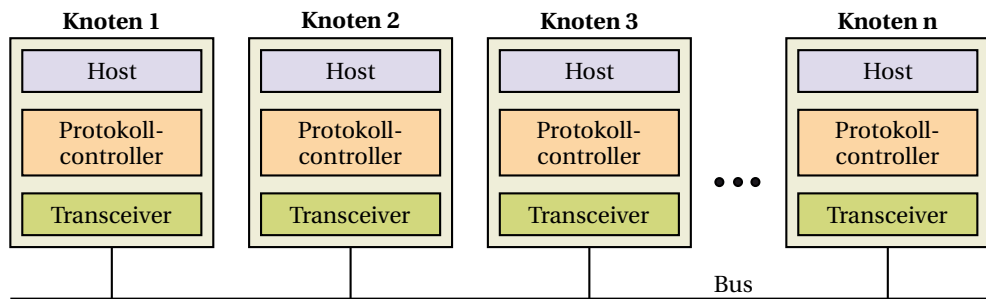 Knoten 1
Knoten 2
Knoten 3
Knoten n
Host
Host
Host
Host
Protokoll-
controller
Protokoll-
controller
Protokoll-
controller
Protokoll-
controller
Transceiver
Transceiver
Transceiver
Transceiver
Bus